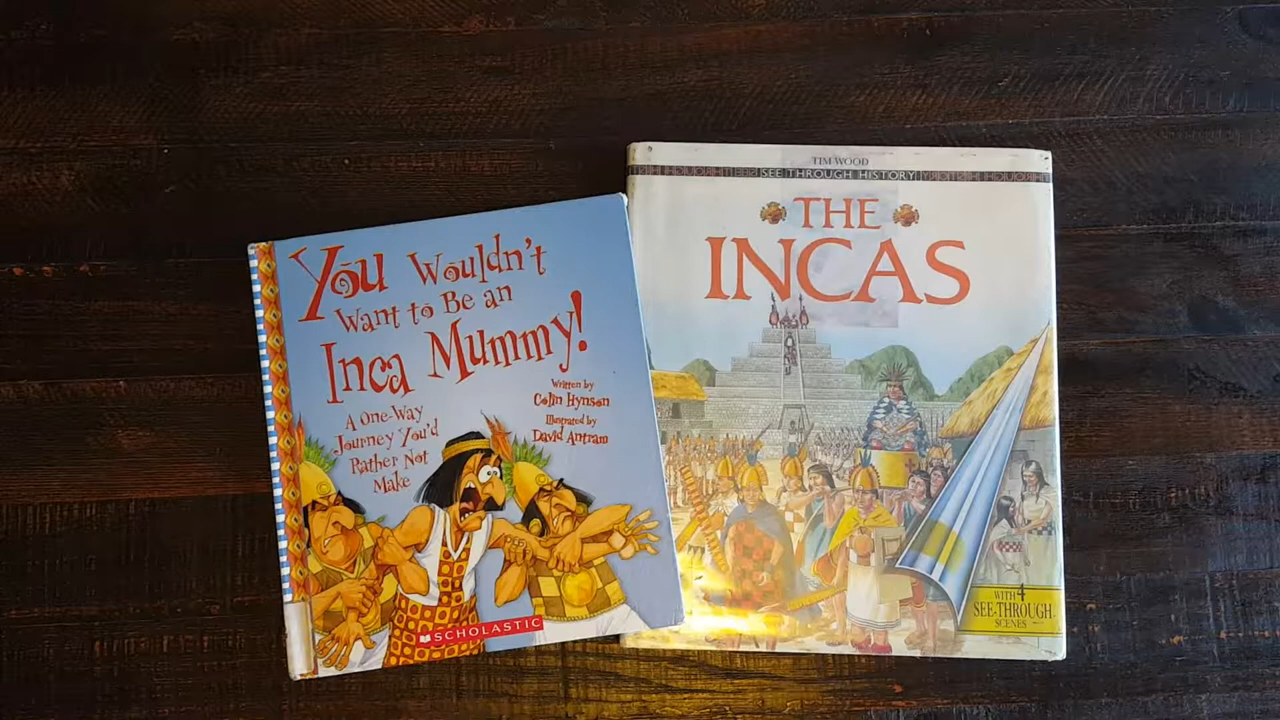 You Wouldn't
Want to Be an
Inca Mummy!
Written by
Colin Hynson
Illustrated by
David Antram
A One-Way
Journey You'd
Rather Not
Make
SCHOLASTIC
TIM WOOD
SEE THROUGH HISTORY
THE
INCAS
WITH 4
SEE-THROUGH
SCENES